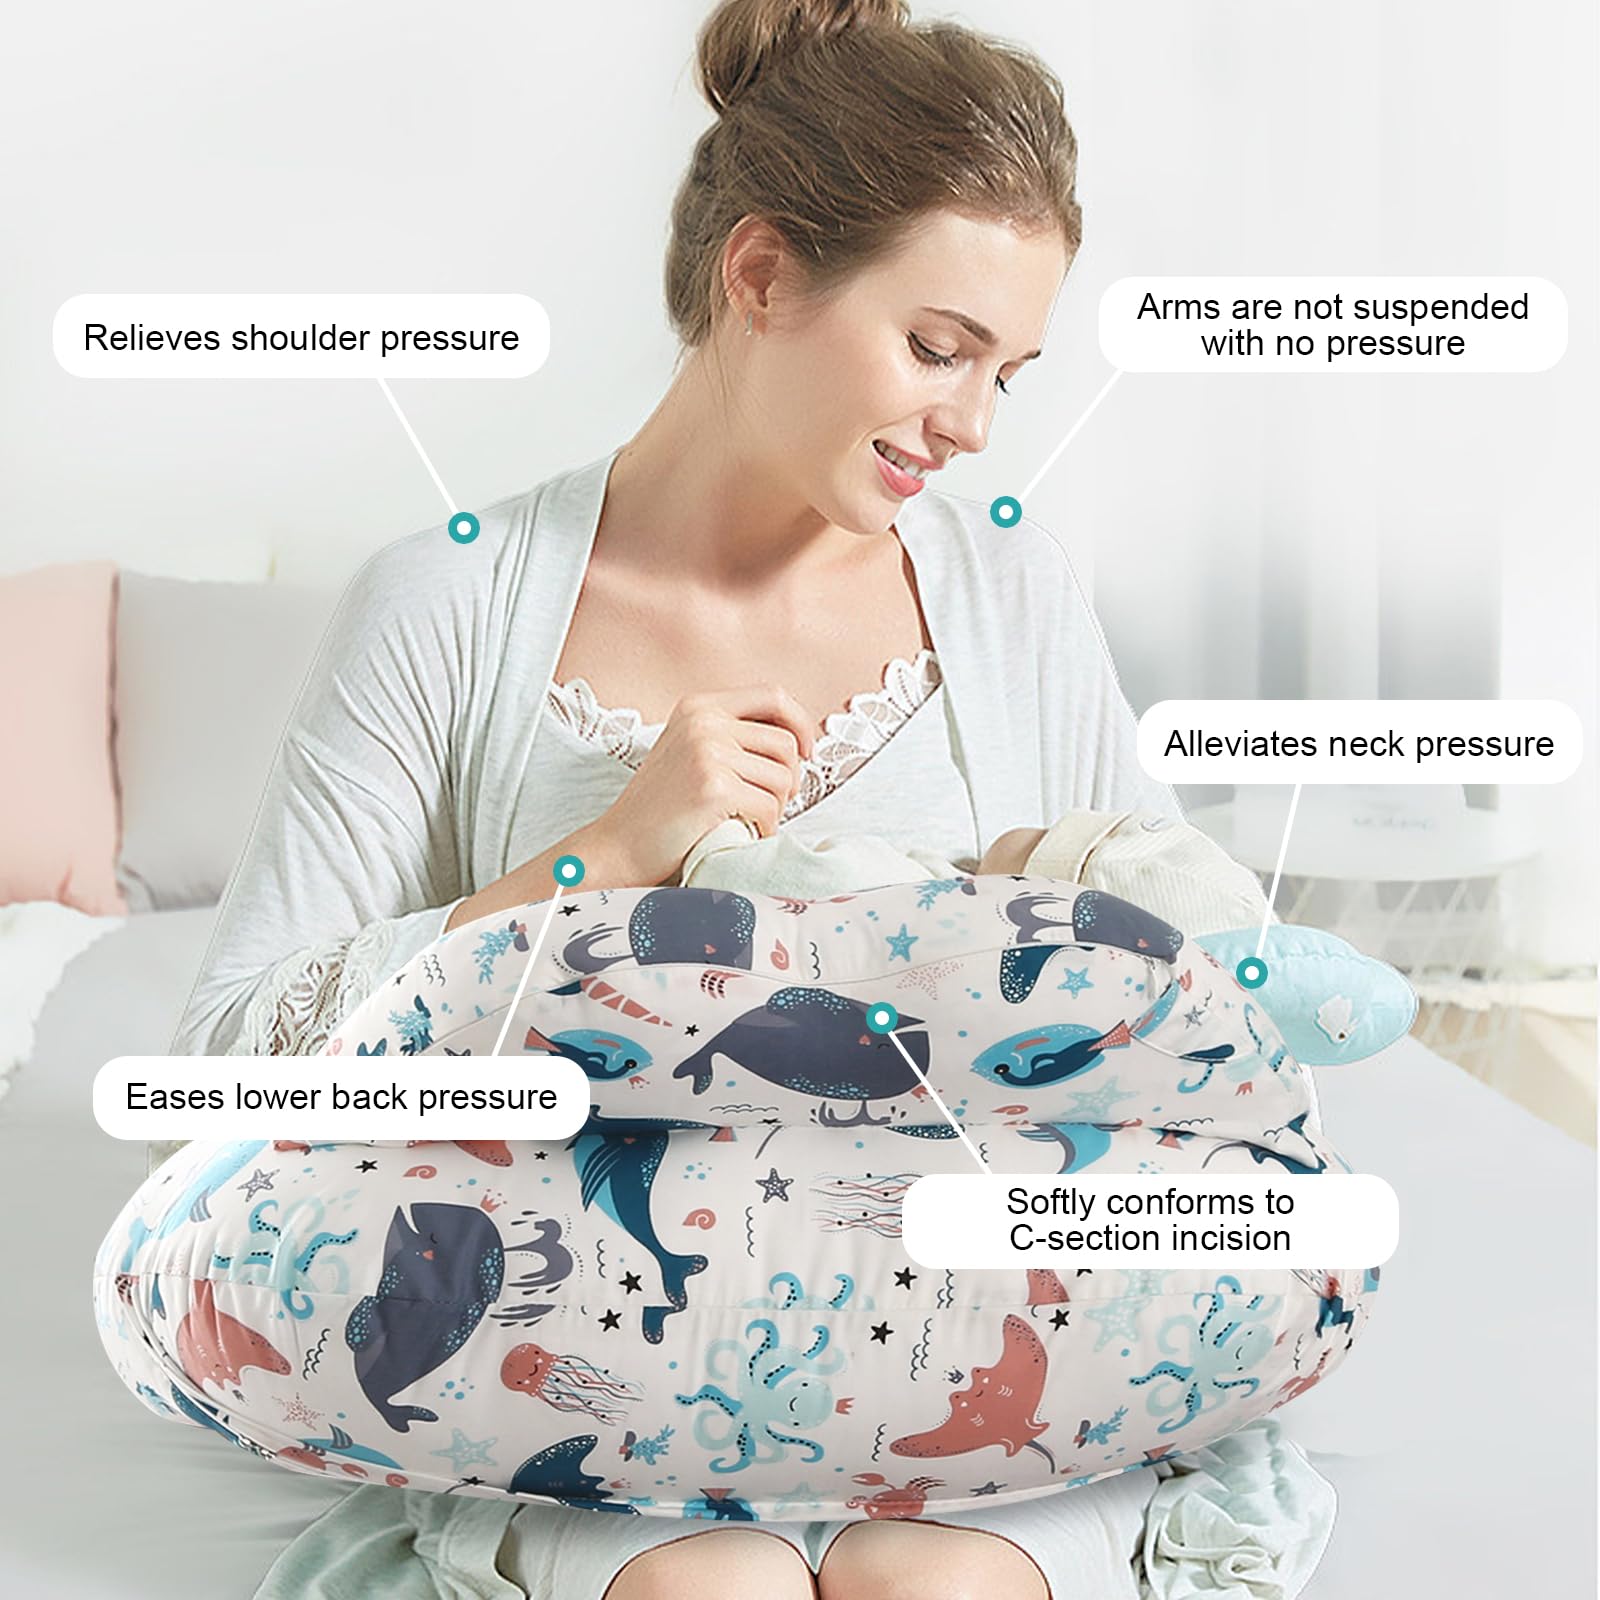 Relieves shoulder pressure
Arms are not suspended
with no pressure
Alleviates neck pressure
Eases lower back pressure
Softly conforms to
C-section incision